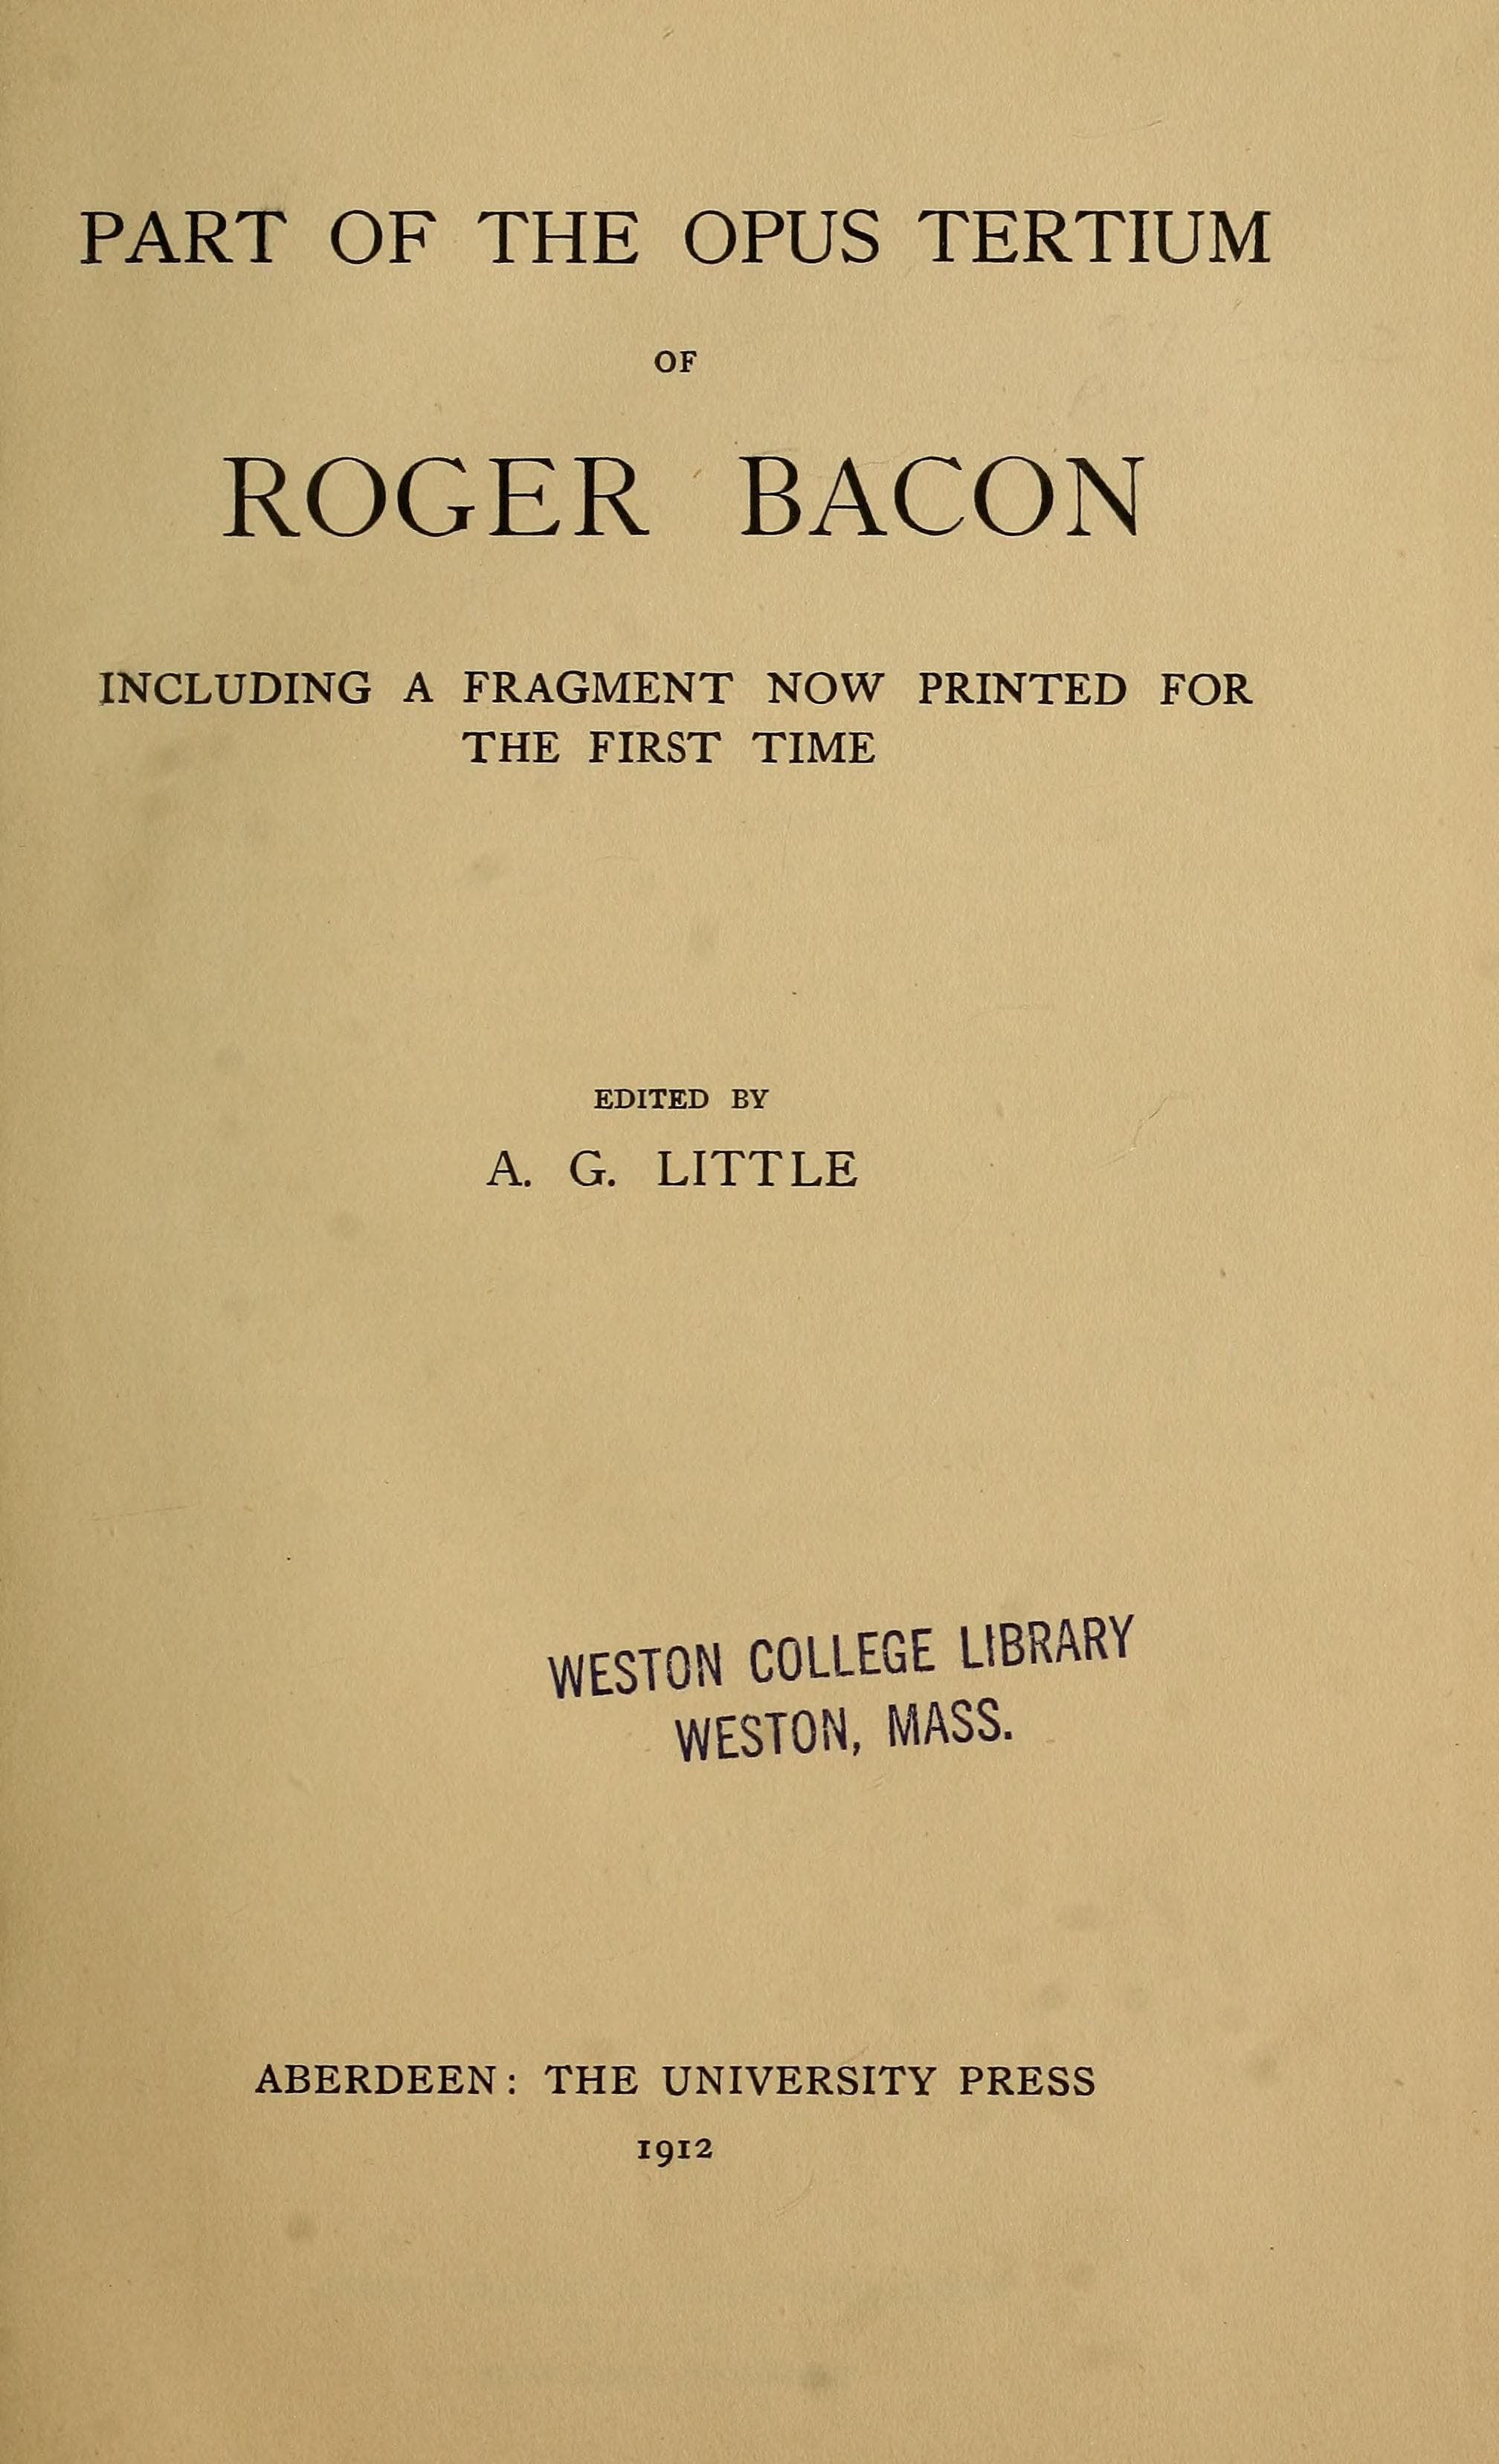 PART OF THE OPUS TERTIUM
OF
ROGER BACON
INCLUDING A FRAGMENT NOW PRINTED FOR
THE FIRST TIME
EDITED BY
A. G. LITTLE
WESTON COLLEGE LIBRARY
WESTON, MASS.
ABERDEEN: THE UNIVERSITY PRESS
1912